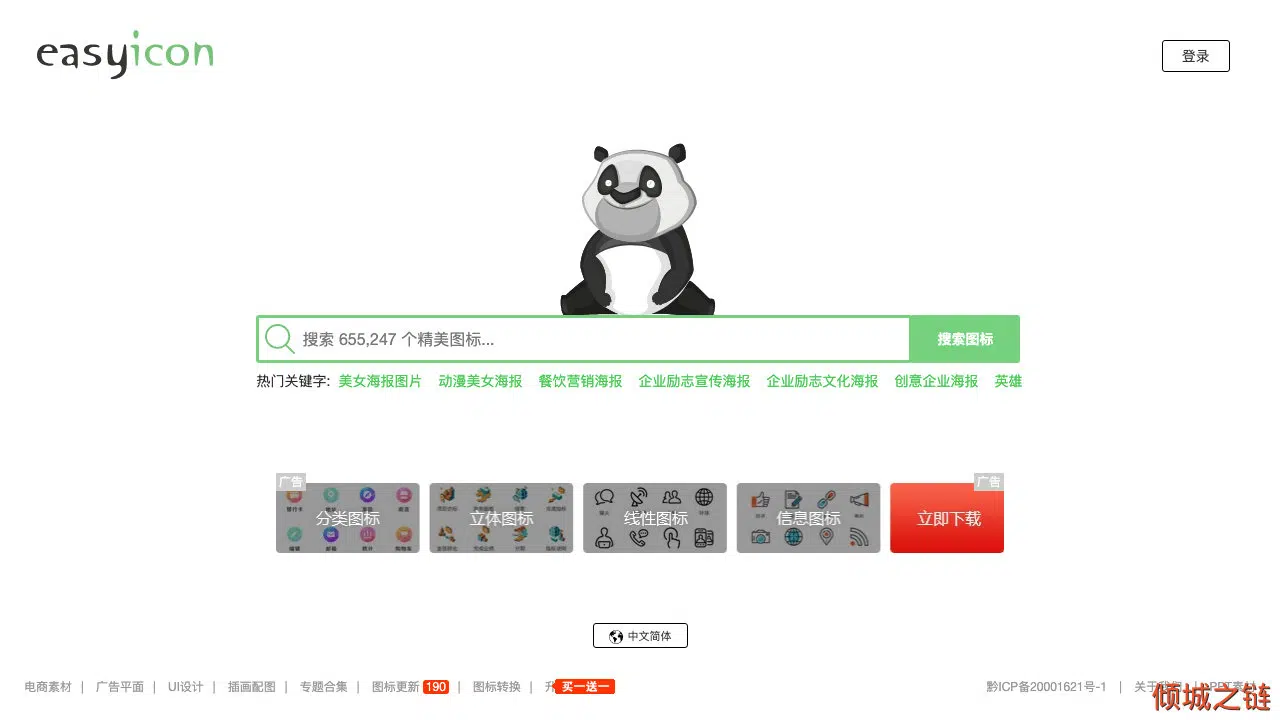 easyicon
登录
搜索 655,247 个精美图标...
搜索图标
热门关键字: 美女海报图片 动漫美女海报 餐饮营销海报 企业励志宣传海报 企业励志文化海报 创意企业海报 英雄
广告 广告
分类图标 立体图标 线性图标 信息图标 立即下载
中文简体
电商素材 | 广告平面 | UI设计 | 插画配图 | 专题合集 | 图标更新 190 | 图标转换 | 买一送一 黔ICP备20001621号-1 |
倾城之链